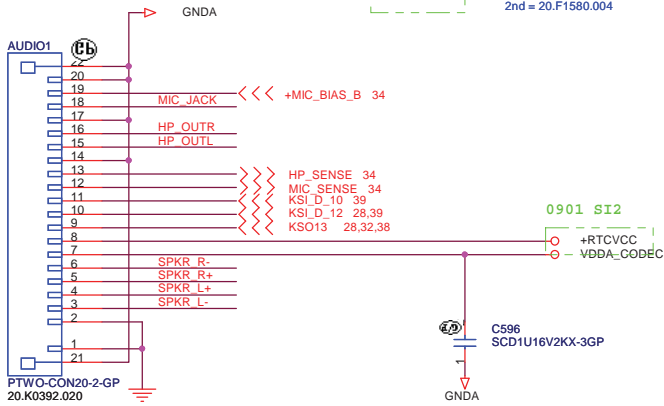 GNDA
2nd = 20.F1580.004
AUDIO1
22
20
19
+MIC_BIAS_B 34
18
MIC_JACK
17
16
HP_OUTR
15
HP_OUTL
14
13
HP_SENSE 34
12
MIC_SENSE 34
11
KSI_D_10 39
10
KSI_D_12 28,39
9
KSO13 28,32,38
0901 SI2
8
+RTCVCC
7
VDDA_CODEC
6
SPKR_R-
5
SPKR_R+
4
SPKR_L+
3
SPKR_L-
2
1
21
C596
SCD1U16V2KX-3GP
1
PTWO-CON20-2-GP
20.K0392.020
GNDA